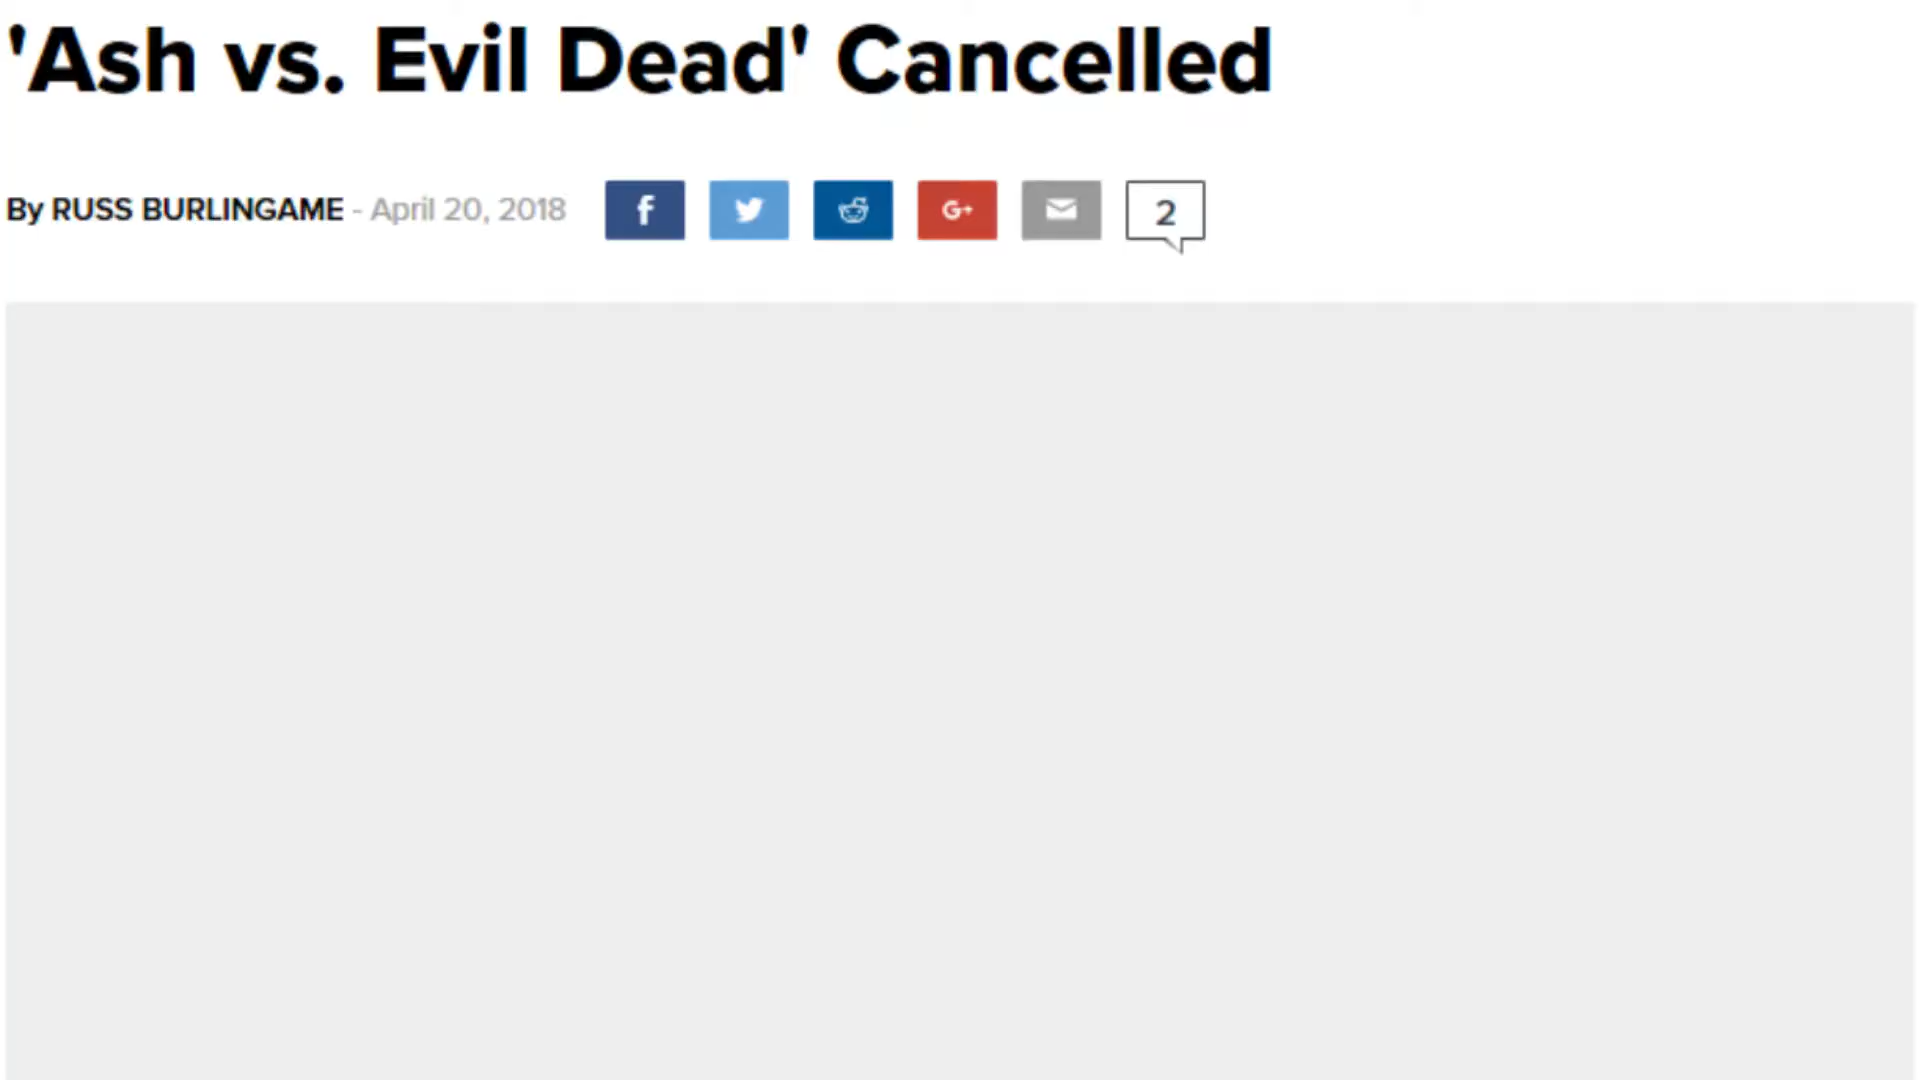 'Ash vs. Evil Dead' Cancelled
By RUSS BURLINGAME - April 20, 2018
f
G+
2